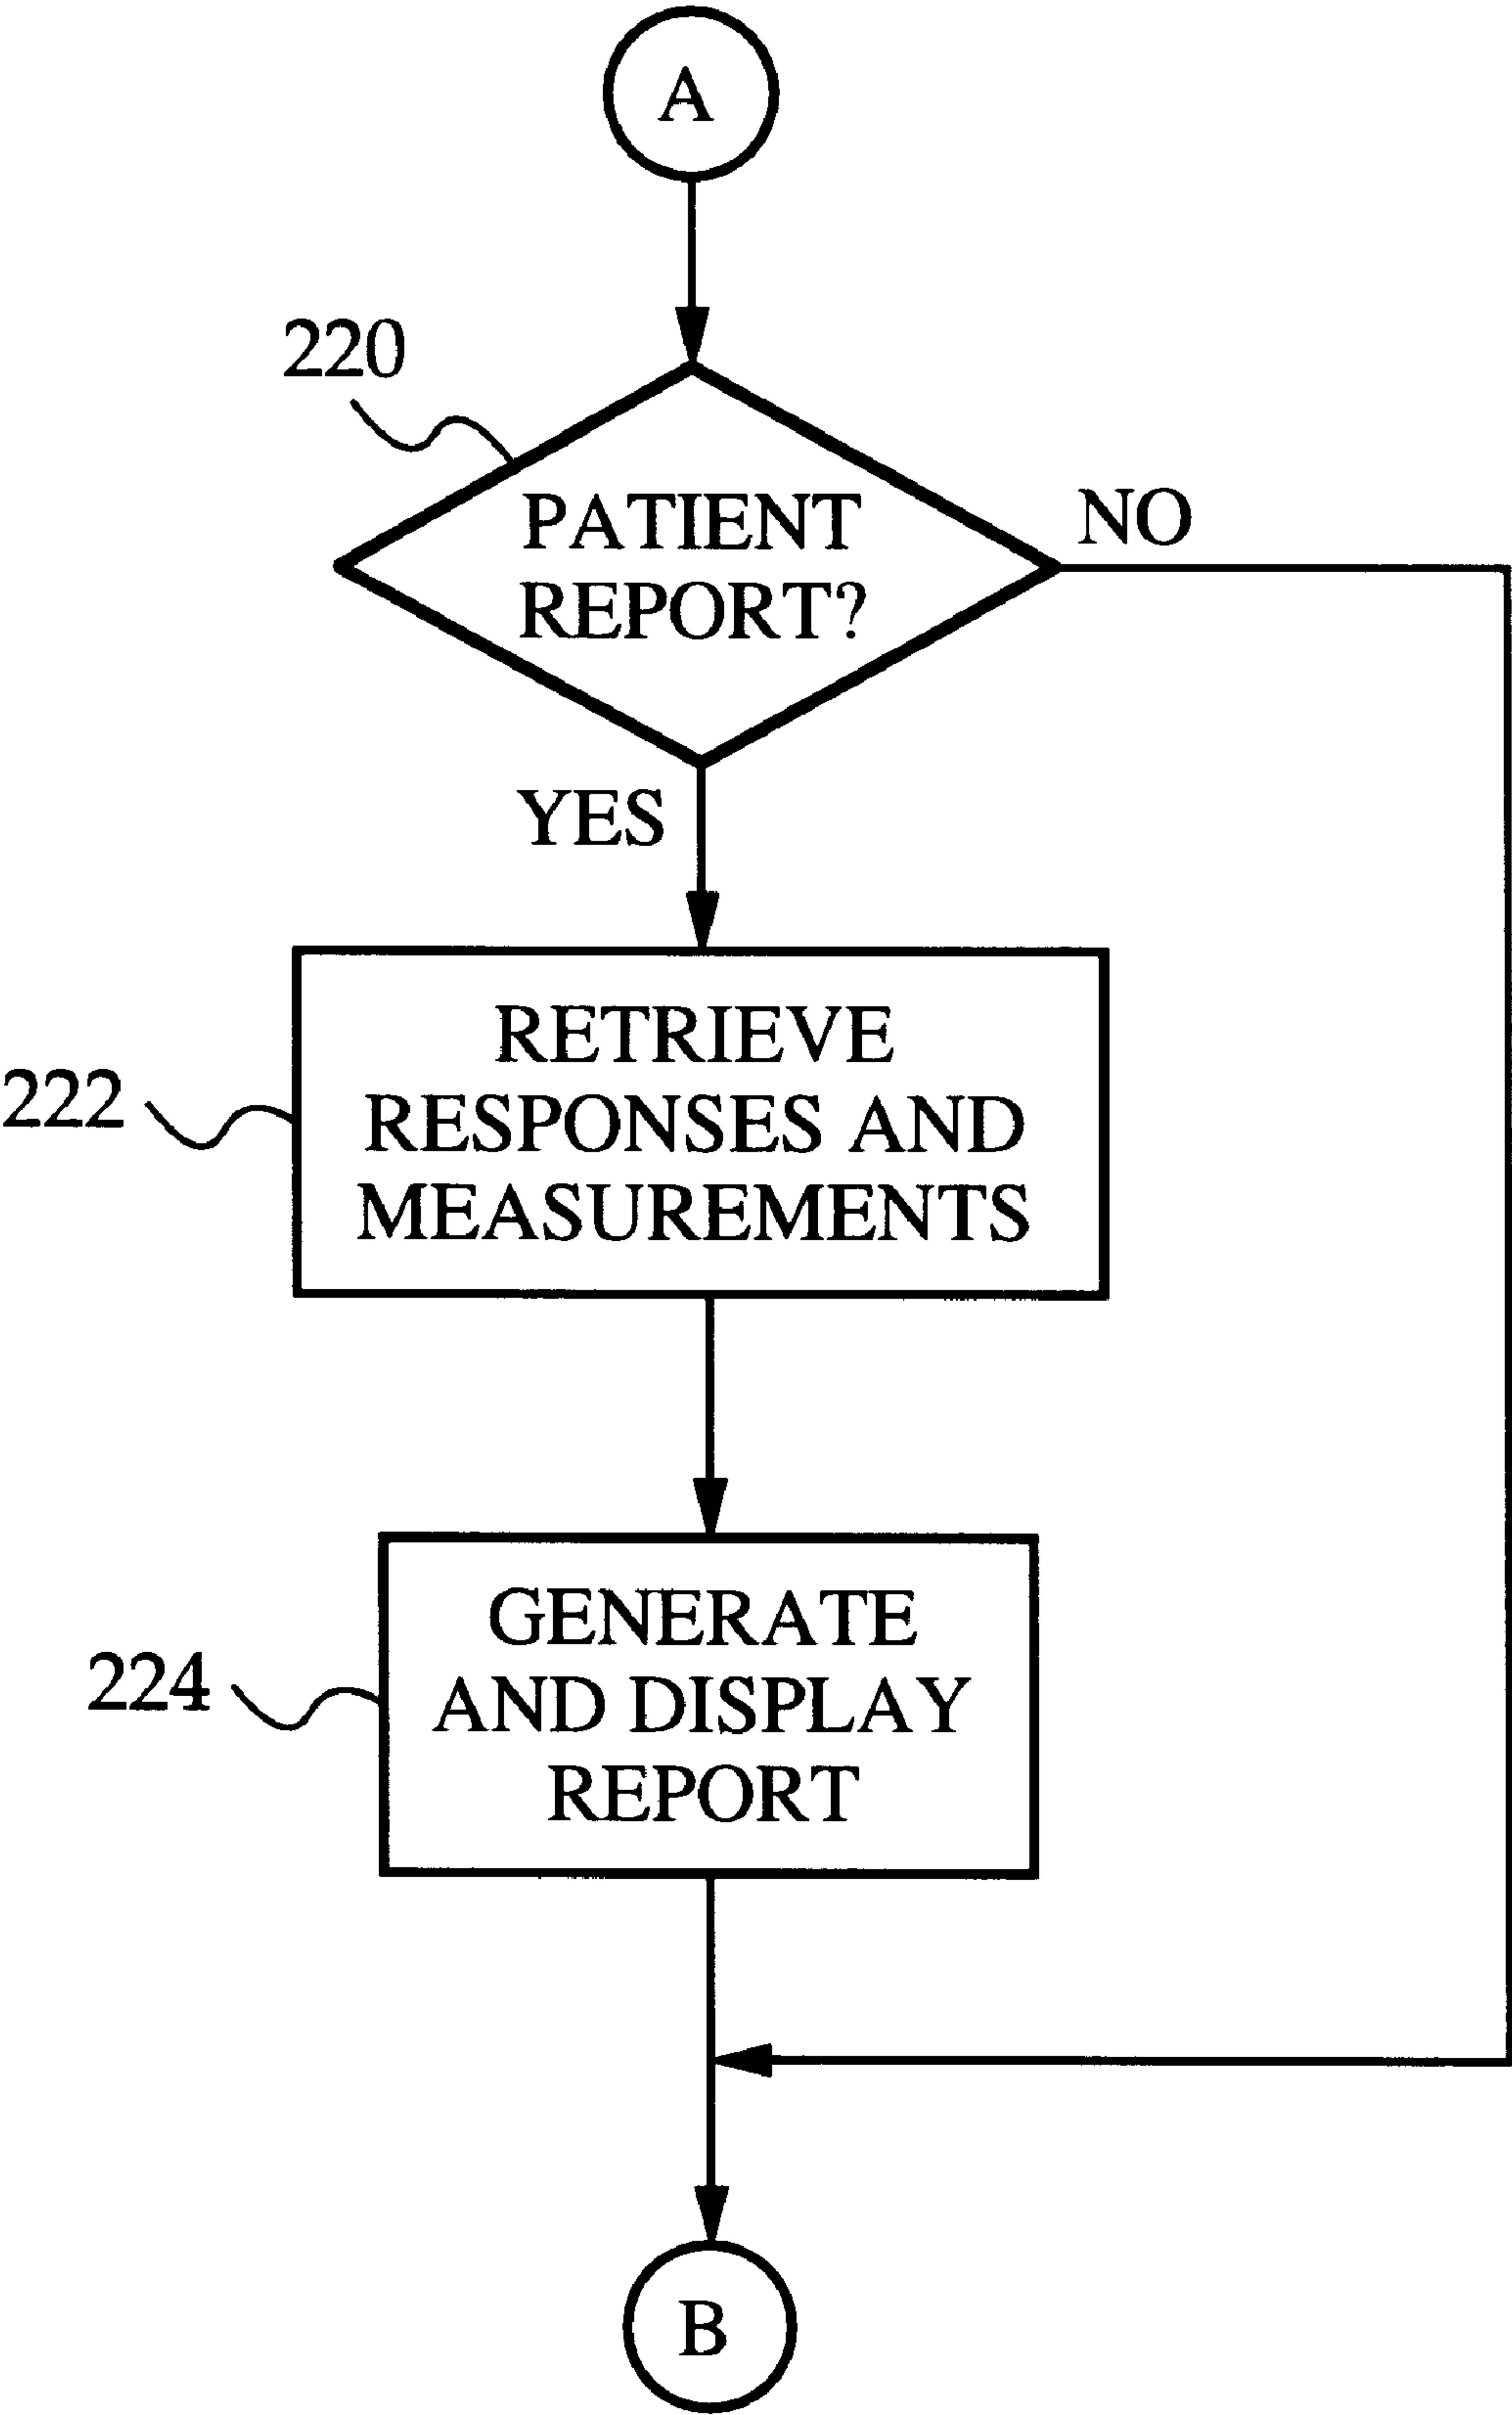 A
220
PATIENT
REPORT?
NO
YES
RETRIEVE
RESPONSES AND
MEASUREMENTS
222
GENERATE
AND DISPLAY
REPORT
224
B